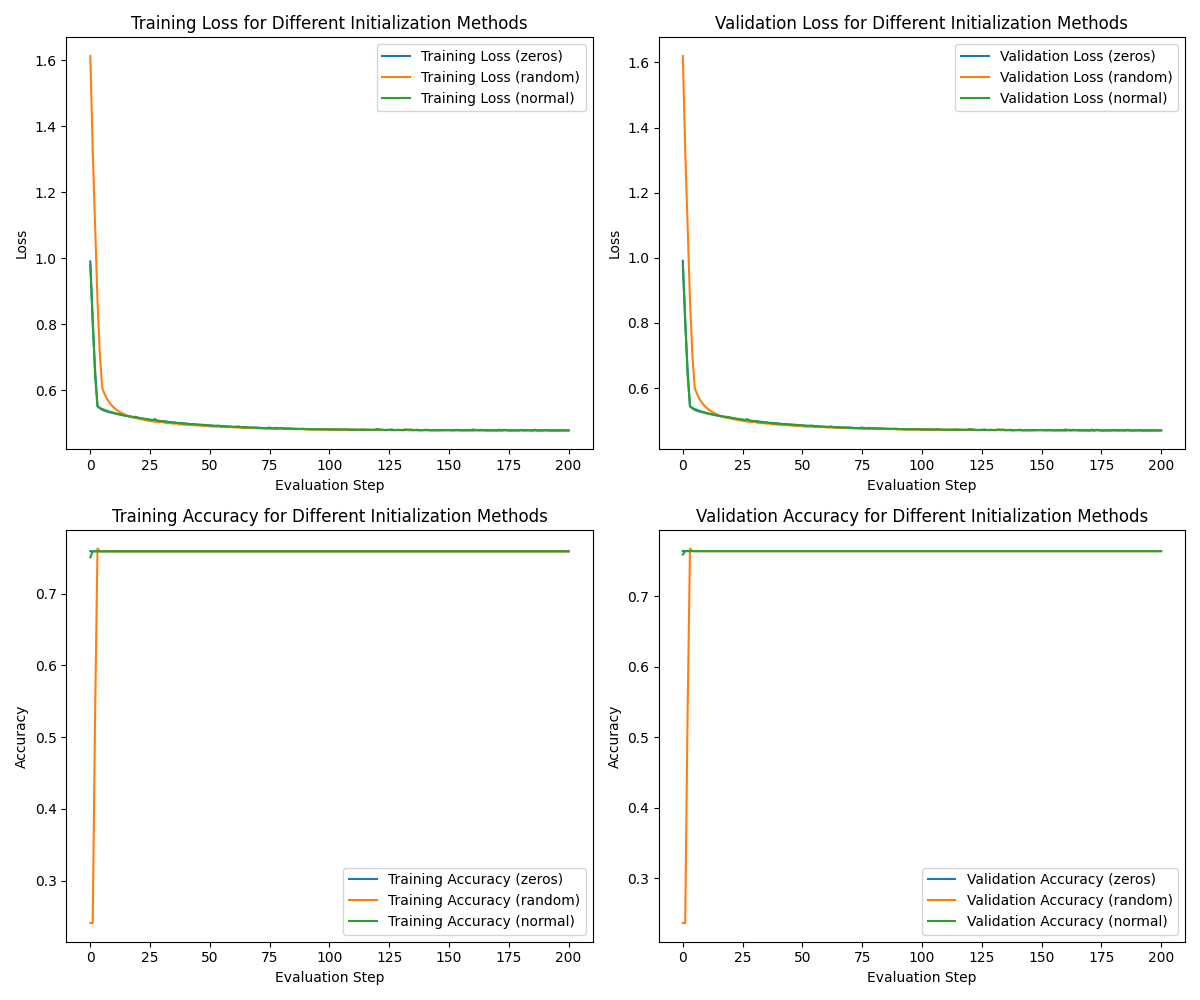 Training Loss for Different Initialization Methods
Loss
1.6
1.4
1.2
1.0
0.8
0.6
Training Loss (zeros)
Training Loss (random)
Training Loss (normal)
0 25 50 75 100 125 150 175 200
Evaluation Step
Validation Loss for Different Initialization Methods
Loss
1.6
1.4
1.2
1.0
0.8
0.6
Validation Loss (zeros)
Validation Loss (random)
Validation Loss (normal)
0 25 50 75 100 125 150 175 200
Evaluation Step
Training Accuracy for Different Initialization Methods
Accuracy
0.7
0.6
0.5
0.4
0.3
Training Accuracy (zeros)
Training Accuracy (random)
Training Accuracy (normal)
0 25 50 75 100 125 150 175 200
Evaluation Step
Validation Accuracy for Different Initialization Methods
Accuracy
0.7
0.6
0.5
0.4
0.3
Validation Accuracy (zeros)
Validation Accuracy (random)
Validation Accuracy (normal)
0 25 50 75 100 125 150 175 200
Evaluation Step